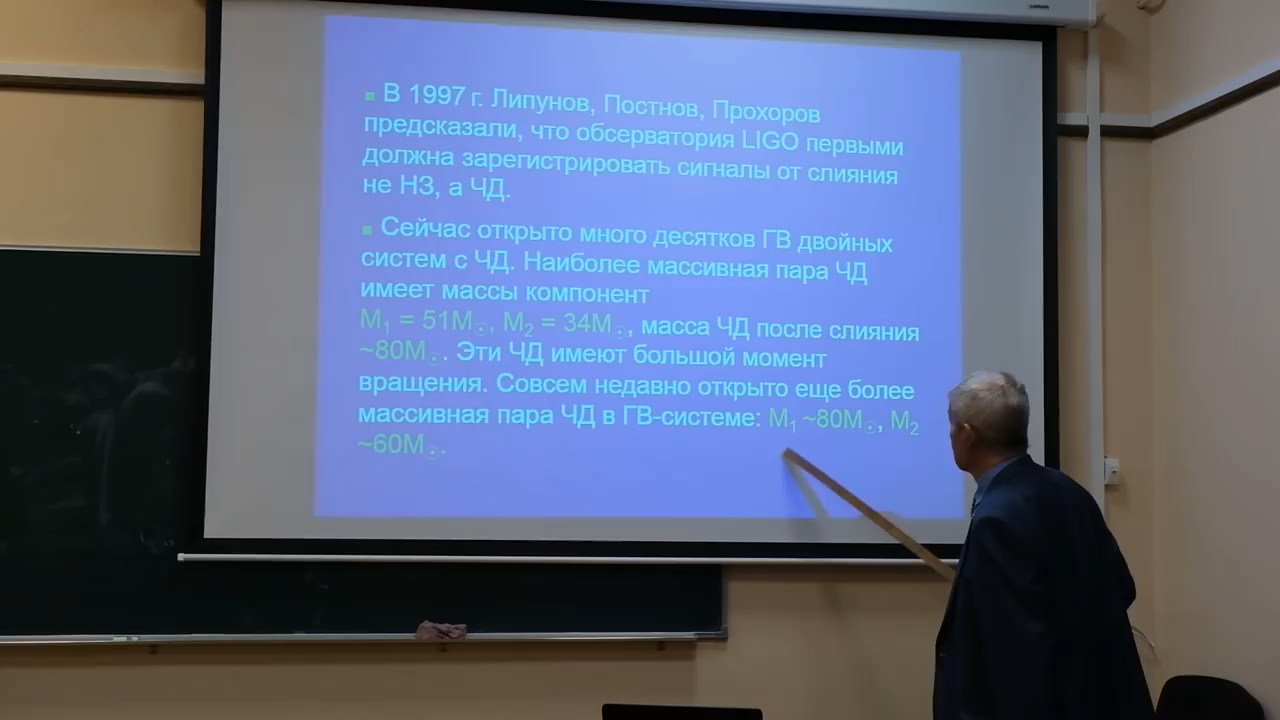 ▪ В 1997 г. Липунов, Постнов, Прохоров
предсказали, что обсерватория LIGO первыми
должна зарегистрировать сигналы от слияния
не НЗ, а ЧД.
▪ Сейчас открыто много десятков ГВ двойных
систем с ЧД. Наиболее массивная пара ЧД
имеет массы компонент
M₁ = 51M☉, M₂ = 34M☉, масса ЧД после слияния
~80M☉. Эти ЧД имеют большой момент
вращения. Совсем недавно открыто еще более
массивная пара ЧД в ГВ-системе: M₁ ~80M☉, M₂
~60M☉.